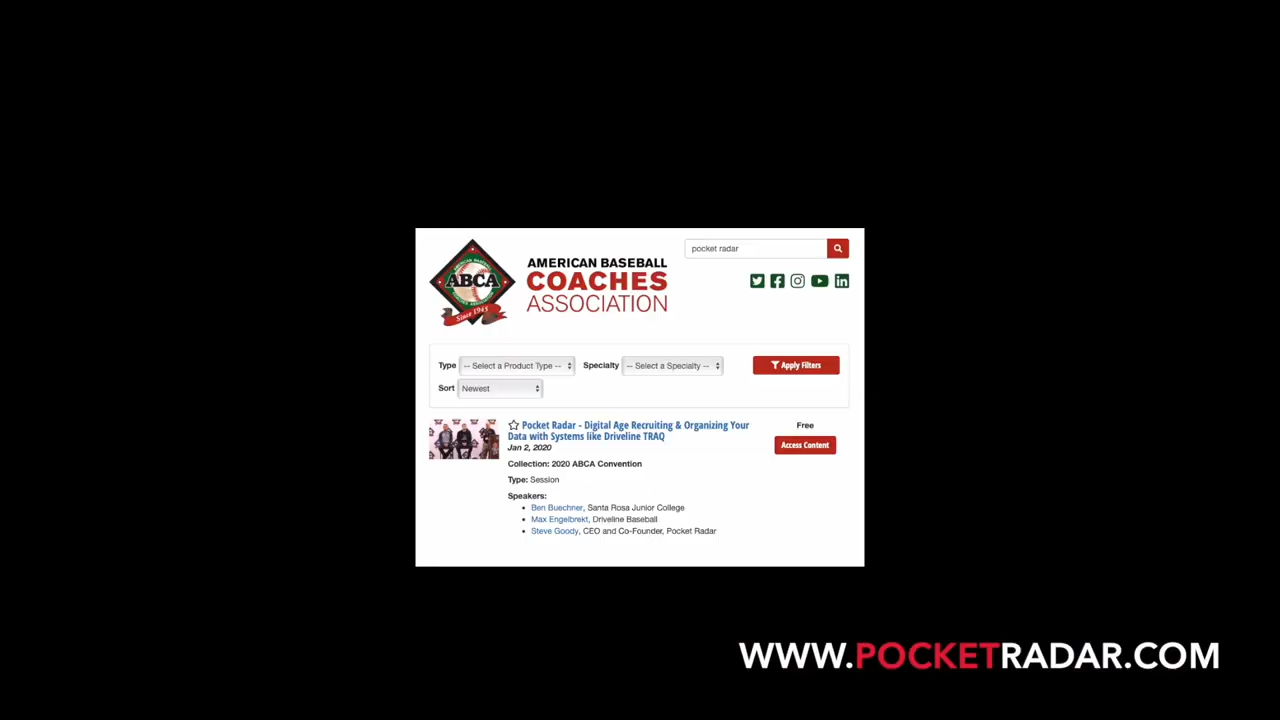 pocket radar
AMERICAN BASEBALL
COACHES
ASSOCIATION
ABCA
Since 1945
Type -- Select a Product Type -- Specialty -- Select a Specialty -- Apply Filters
Sort Newest
Pocket Radar - Digital Age Recruiting & Organizing Your
Data with Systems like Driveline TRAQ
Jan 2, 2020
Free
Access Content
Collection: 2020 ABCA Convention
Type: Session
Speakers:
• Ben Buechner, Santa Rosa Junior College
• Max Engelbrekt, Driveline Baseball
• Steve Goody, CEO and Co-Founder, Pocket Radar
WWW.POCKETRADAR.COM